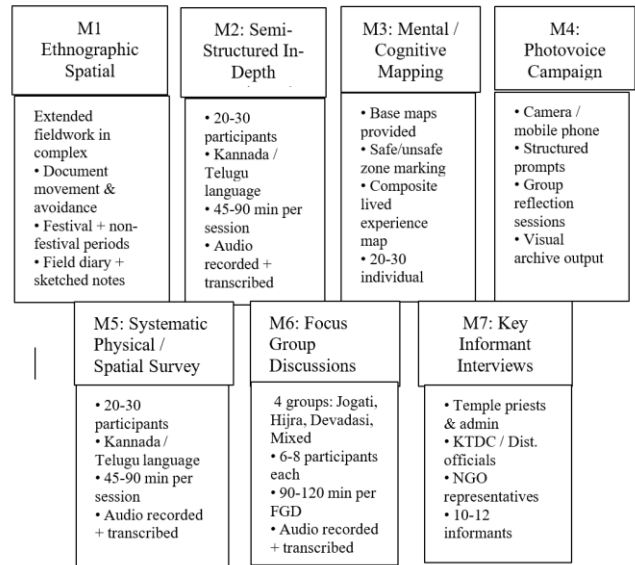 M1
Ethnographic
Spatial
Extended
fieldwork in
complex
• Document
movement &
avoidance
• Festival + non-
festival periods
• Field diary +
sketched notes
M2: Semi-
Structured In-
Depth
• 20-30
participants
• Kannada /
Telugu
language
• 45-90 min per
session
• Audio
recorded +
transcribed
M3: Mental /
Cognitive
Mapping
• Base maps
provided
• Safe/unsafe
zone marking
• Composite
lived
experience
map
• 20-30
individual
M4:
Photovoice
Campaign
• Camera /
mobile phone
• Structured
prompts
• Group
reflection
sessions
• Visual
archive output
M5: Systematic
Physical /
Spatial Survey
• 20-30
participants
• Kannada /
Telugu language
• 45-90 min per
session
• Audio recorded
+ transcribed
M6: Focus
Group
Discussions
4 groups: Jogati,
Hijra, Devadasi,
Mixed
• 6-8 participants
each
• 90-120 min per
FGD
• Audio recorded
+ transcribed
M7: Key
Informant
Interviews
• Temple priests
& admin
• KTDC / Dist.
officials
• NGO
representatives
• 10-12
informants